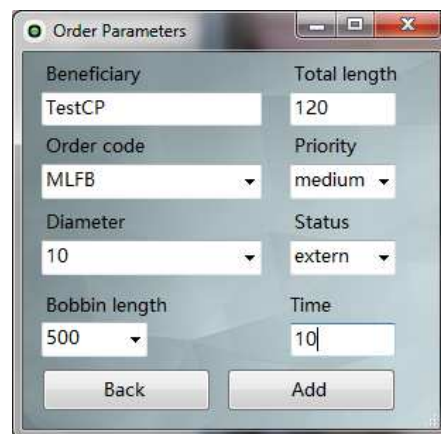 Order Parameters
Beneficiary Total length
TestCP 120
Order code Priority
MLFB medium
Diameter Status
10 extern
Bobbin length Time
500 10
Back Add